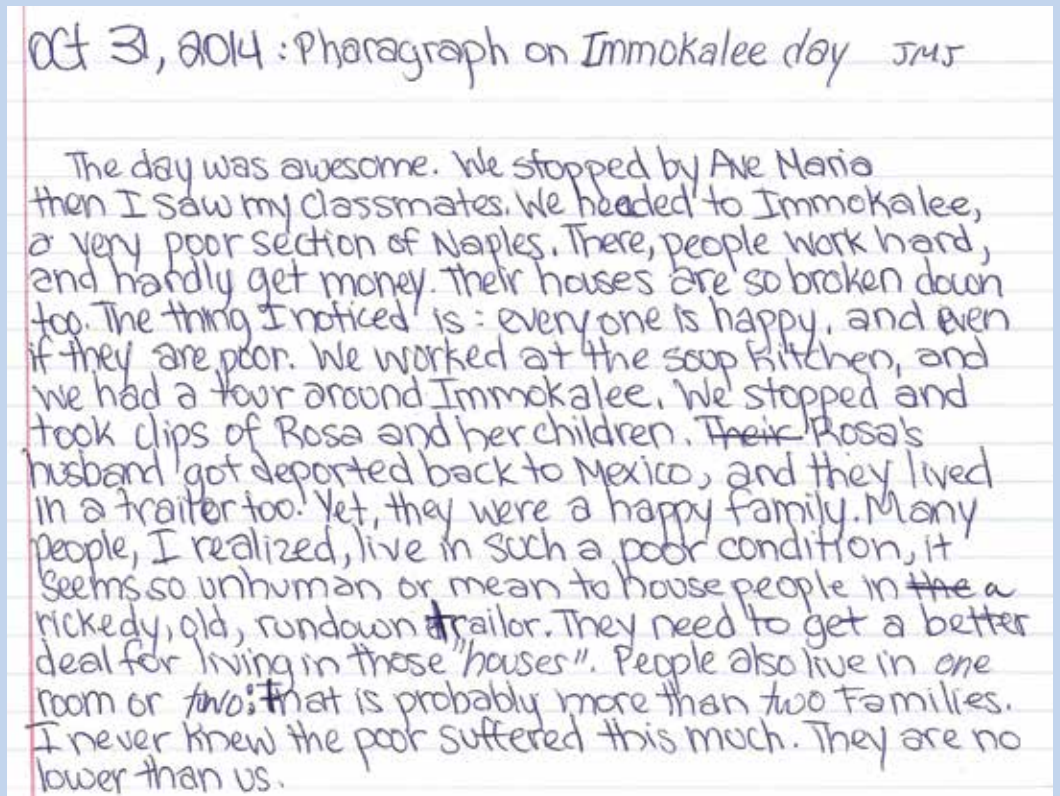 Oct 31, 2014 : Pharagraph on Immokalee day JMJ
The day was awesome. We stopped by Ave Maria
then I saw my classmates. We headed to Immokalee,
a very poor section of Naples. There, people work hard,
and hardly get money. Their houses are so broken down
too. The thing I noticed is : everyone is happy, and even
if they are poor. We worked at the soup kitchen, and
we had a tour around Immokalee. We stopped and
took clips of Rosa and her children. Their Rosa's
husband got deported back to Mexico, and they lived
in a trailer too! Yet, they were a happy family. Many
people, I realized, live in such a poor condition, it
seems so unhuman or mean to house people in the a
rickedy, old, rundown trailor. They need to get a better
deal for living in those "houses". People also live in one
room or two; that is probably more than two families.
I never knew the poor suffered this much. They are no
lower than us.